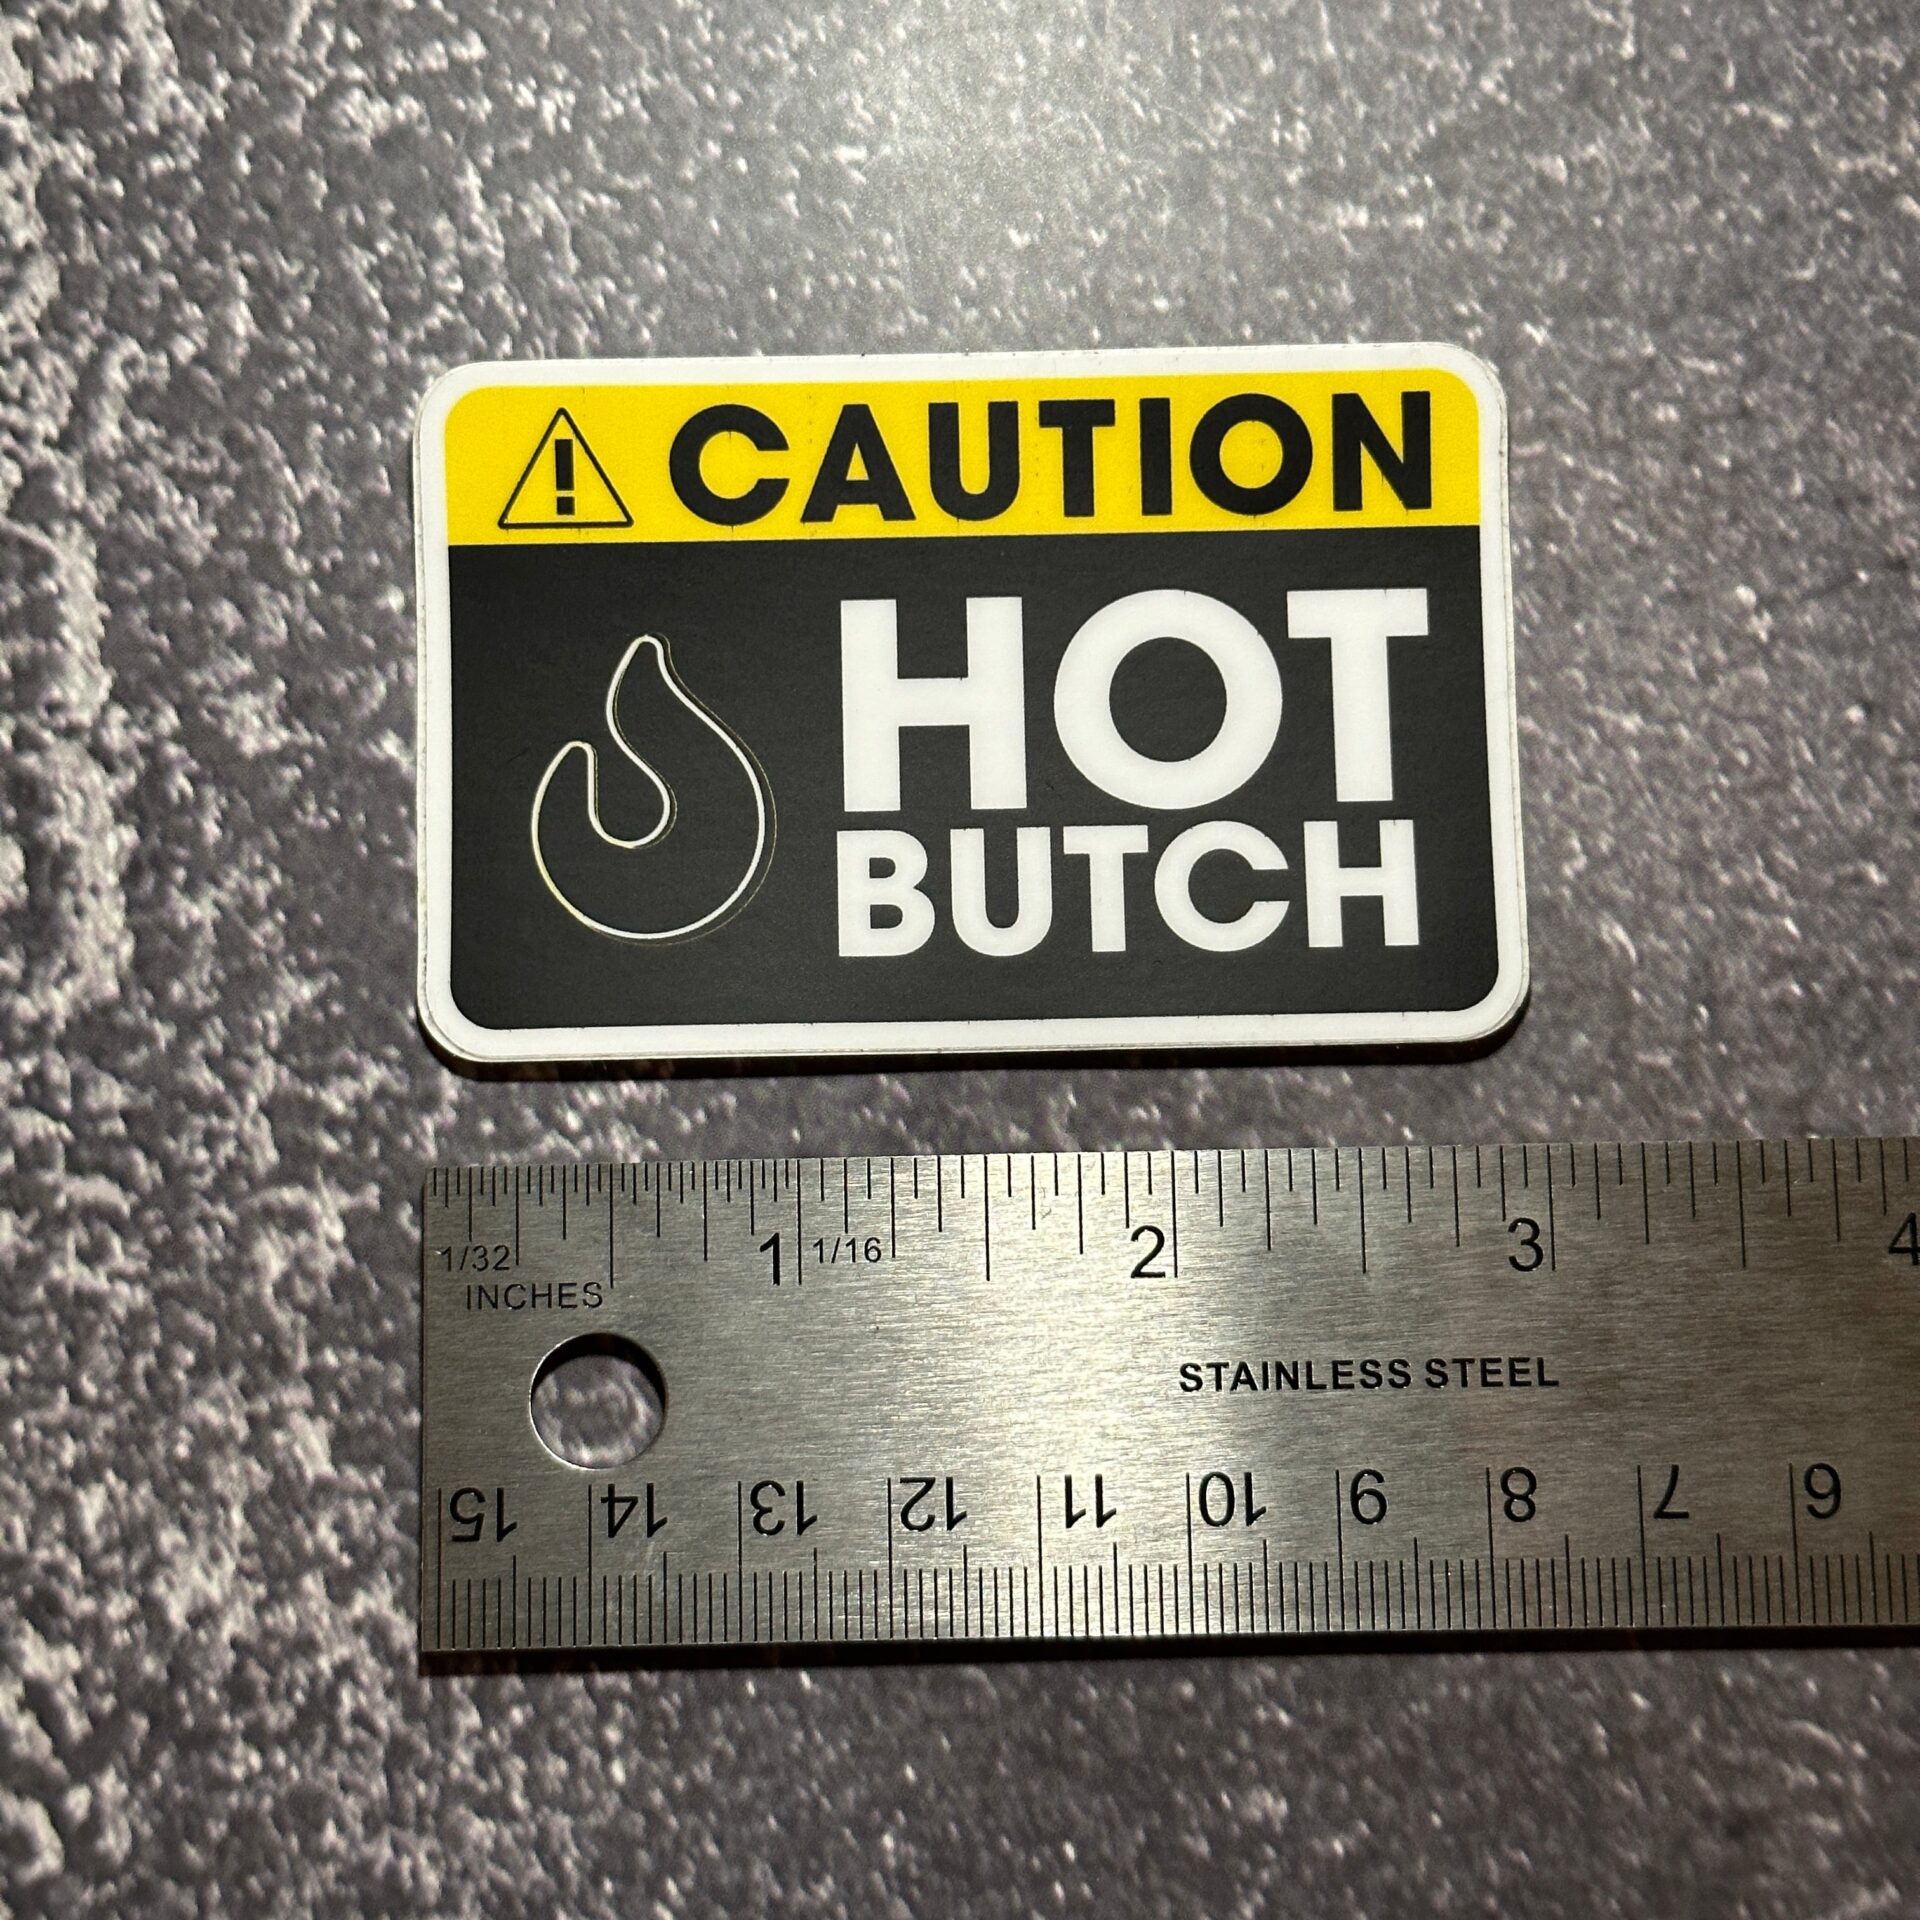 ! CAUTION
HOT
BUTCH
1 2 3 4
1/32 1/16
INCHES
STAINLESS STEEL
15 14 13 12 11 10 9 8 7 6